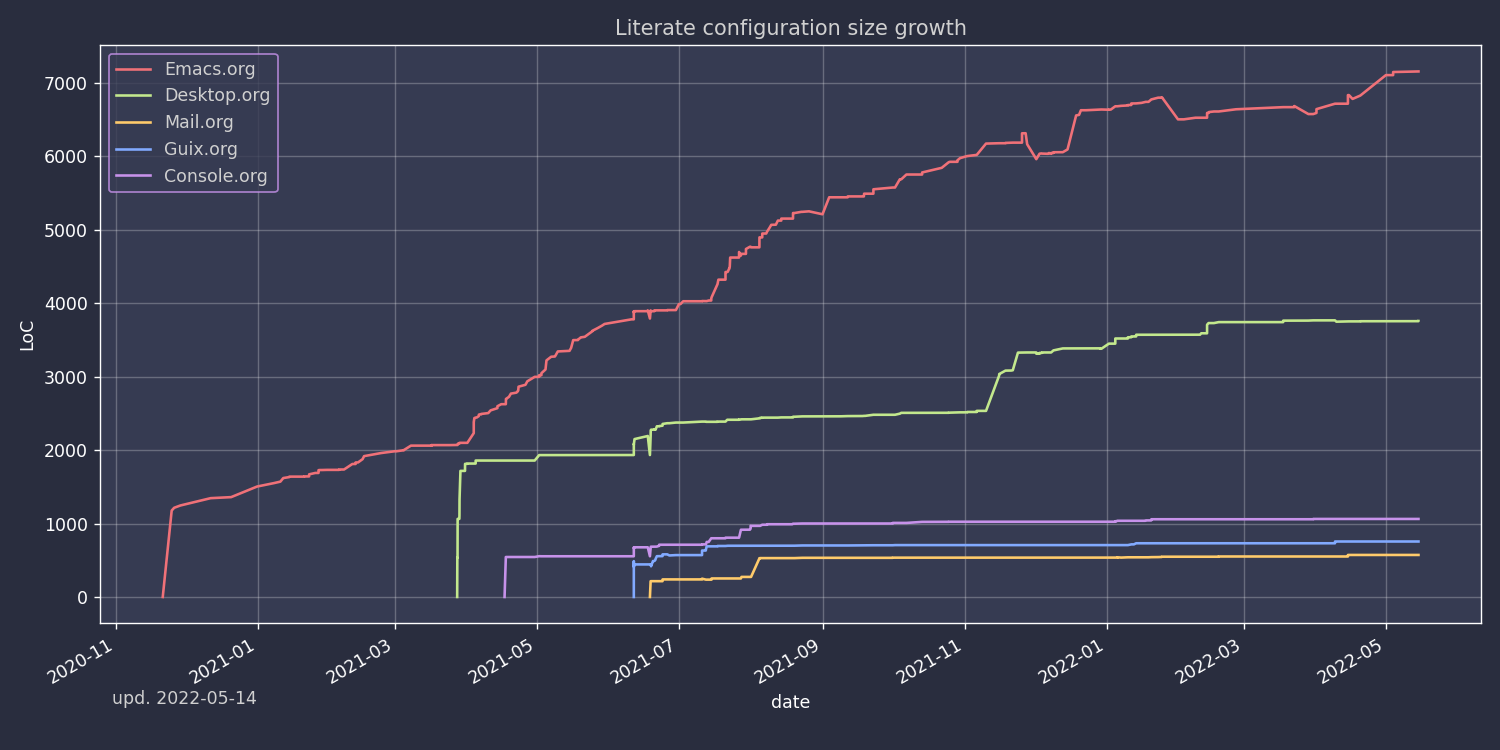 Literate configuration size growth
Emacs.org
Desktop.org
Mail.org
Guix.org
Console.org
7000
6000
5000
4000
3000
2000
1000
0
LoC
2020-11
2021-01
2021-03
2021-05
2021-07
2021-09
2021-11
2022-01
2022-03
2022-05
date
upd. 2022-05-14